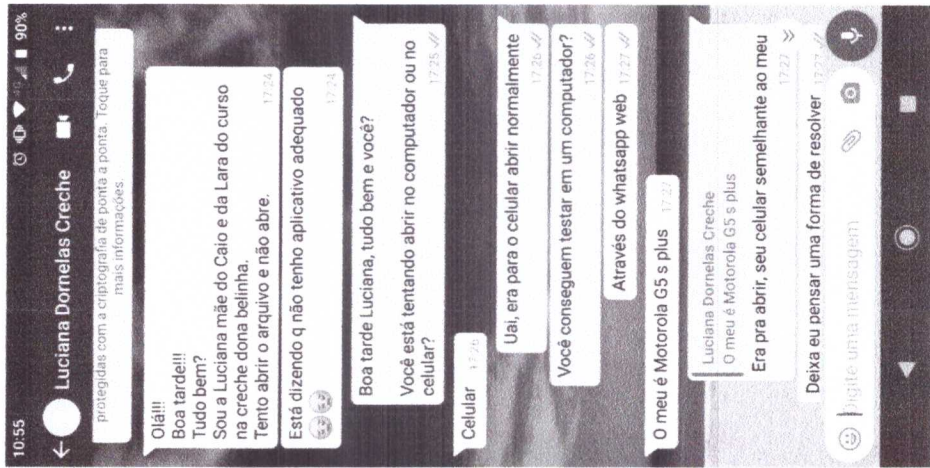 10:55
4G
90%
Luciana Dornelas Creche
protegidas com a criptografia de ponta a ponta. Toque para
mais informações.
Olá!!!
Boa tarde!!!
Tudo bem?
Sou a Luciana mãe do Caio e da Lara do curso
na creche dona belinha.
Tento abrir o arquivo e não abre.
17:24
Está dizendo q não tenho aplicativo adequado
17:24
Boa tarde Luciana, tudo bem e você?
Você está tentando abrir no computador ou no
celular?
17:25
Celular
17:26
Uai, era para o celular abrir normalmente
17:26
Você conseguem testar em um computador?
17:26
Através do whatsapp web
17:27
O meu é Motorola G5 s plus
17:27
Luciana Dornelas Creche
O meu é Motorola G5 s plus
Era pra abrir, seu celular semelhante ao meu
17:27
Deixa eu pensar uma forma de resolver
17:27
Digite uma mensagem